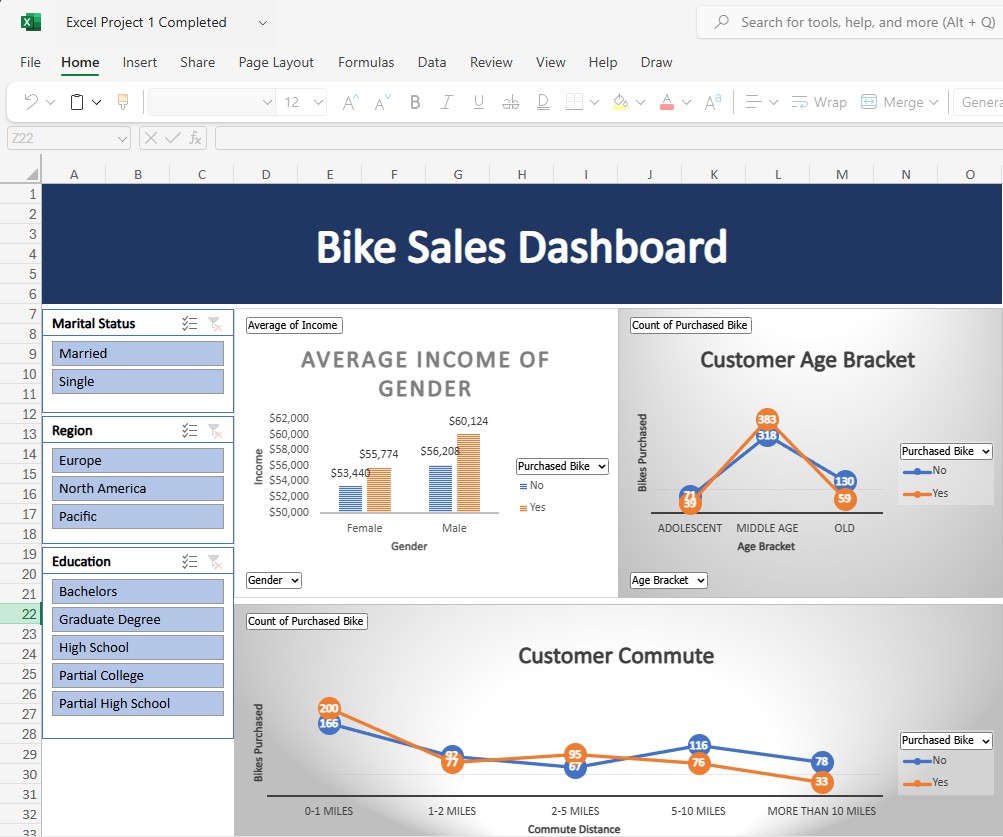 Excel Project 1 Completed
Search for tools, help, and more (Alt + Q)
File Home Insert Share Page Layout Formulas Data Review View Help Draw
12 A A B I U ab D A A Wrap Merge Genera
Z22 fx
A B C D E F G H I J K L M N O
1
2
3
4
5
6
7
8
9
10
11
12
13
14
15
16
17
18
19
20
21
22
23
24
25
26
27
28
29
30
31
32
33
Bike Sales Dashboard
Marital Status
Married
Single
Region
Europe
North America
Pacific
Education
Bachelors
Graduate Degree
High School
Partial College
Partial High School
Average of Income
AVERAGE INCOME OF
GENDER
$62,000
$60,000
$58,000
$56,000
$54,000
$52,000
$50,000
Income
$53,440
$55,774
$56,208
$60,124
Female Male
Gender
Purchased Bike
No
Yes
Gender
Count of Purchased Bike
Customer Age Bracket
Bikes Purchased
71
39
383
318
130
59
ADOLESCENT MIDDLE AGE OLD
Age Bracket
Purchased Bike
No
Yes
Age Bracket
Count of Purchased Bike
Customer Commute
Bikes Purchased
200
166
92
77
95
67
116
76
78
33
0-1 MILES 1-2 MILES 2-5 MILES 5-10 MILES MORE THAN 10 MILES
Commute Distance
Purchased Bike
No
Yes